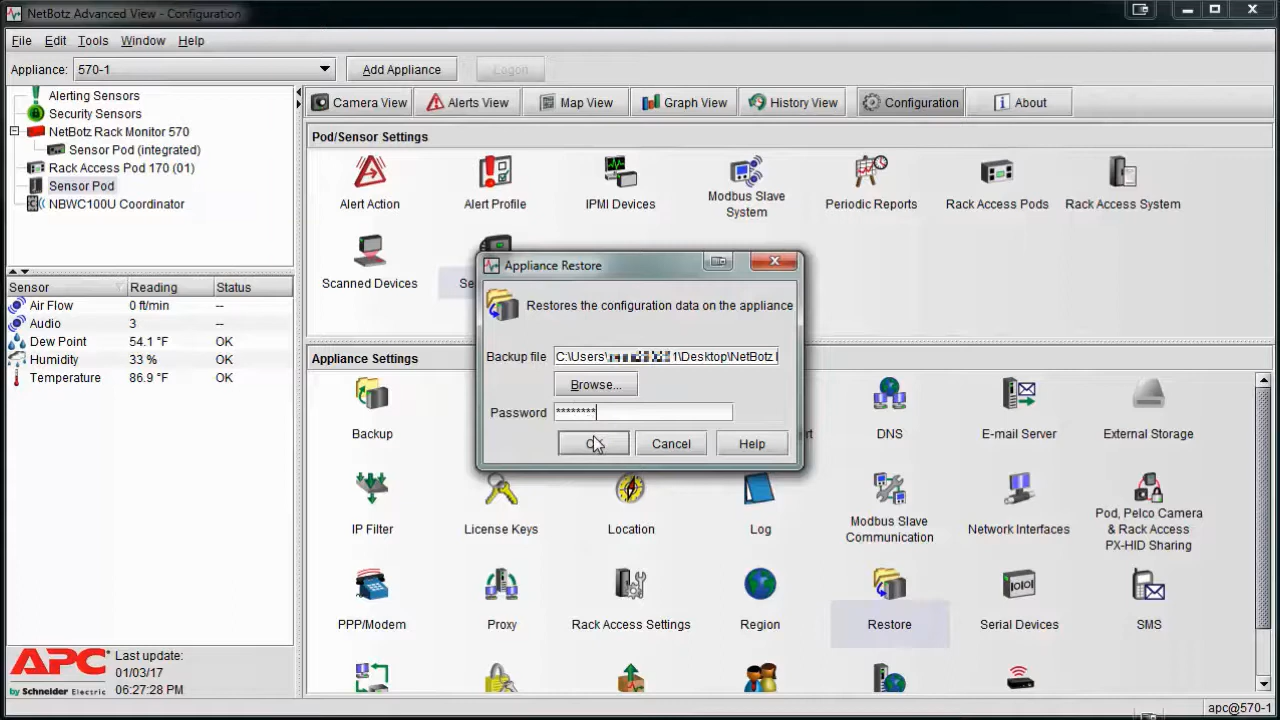 NetBotz Advanced View - Configuration
File Edit Tools Window Help
Appliance: 570-1 Add Appliance Logon
Alerting Sensors
Security Sensors
NetBotz Rack Monitor 570
Sensor Pod (integrated)
Rack Access Pod 170 (01)
Sensor Pod
NBWC100U Coordinator
Sensor Reading Status
Air Flow 0 ft/min --
Audio 3 --
Dew Point 54.1 °F OK
Humidity 33 % OK
Temperature 86.9 °F OK
APC
by Schneider Electric
Last update:
01/03/17
06:27:28 PM
Camera View Alerts View Map View Graph View History View Configuration About
Pod/Sensor Settings
Alert Action Alert Profile IPMI Devices Modbus Slave System Periodic Reports Rack Access Pods Rack Access System
Scanned Devices Se
Appliance Restore
Restores the configuration data on the appliance
Backup file C:\Users\ 1\Desktop\NetBotz
Browse...
Password ********
OK Cancel Help
Appliance Settings
Backup rt DNS E-mail Server External Storage
IP Filter License Keys Location Log Modbus Slave Communication Network Interfaces Pod, Pelco Camera & Rack Access PX-HID Sharing
PPP/Modem Proxy Rack Access Settings Region Restore Serial Devices SMS
apc@570-1